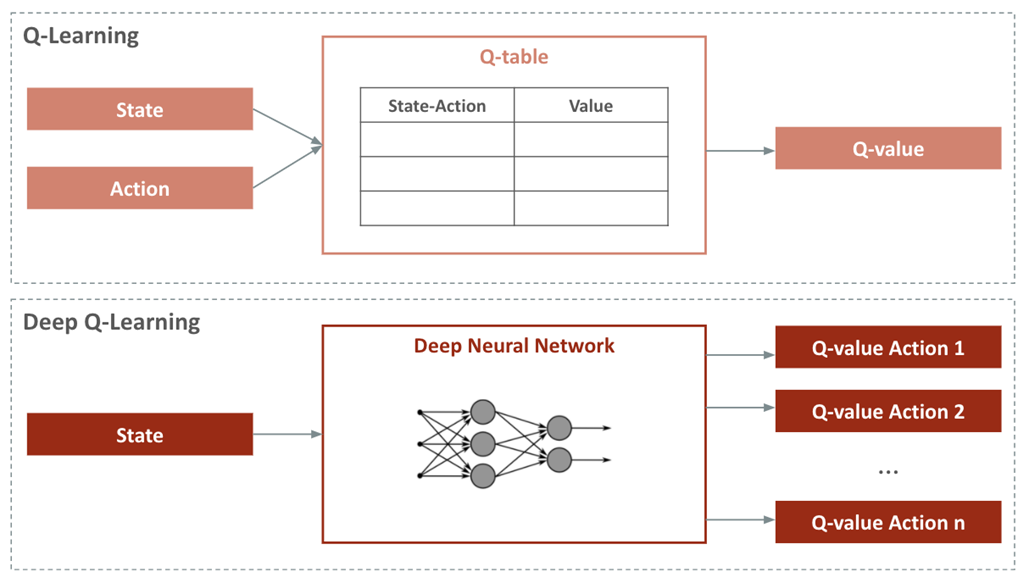 Q-Learning
Q-table
State
Action
State-Action Value
Q-value
Deep Q-Learning
Deep Neural Network
State
Q-value Action 1
Q-value Action 2
...
Q-value Action n